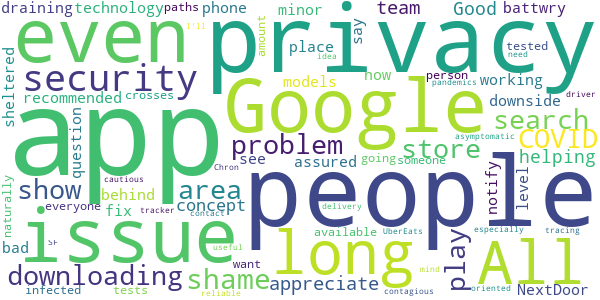 draining technology paths phone minor team Good battwry
even privacy
sheltered security place say how tested amount I'll idea need
recommended crosses models person working driver
app Google downside search
naturally question problem store COVID pandemics
show area see assured going someone asymptomatic helping
cautious Chron behind notify level
everyone fix concept people
issue tracker contact delivery available UberEats especially
bad long play All tracing
SF shame want useful mind oriented
downloading appreciate NextDoor
infected tests reliable contagious